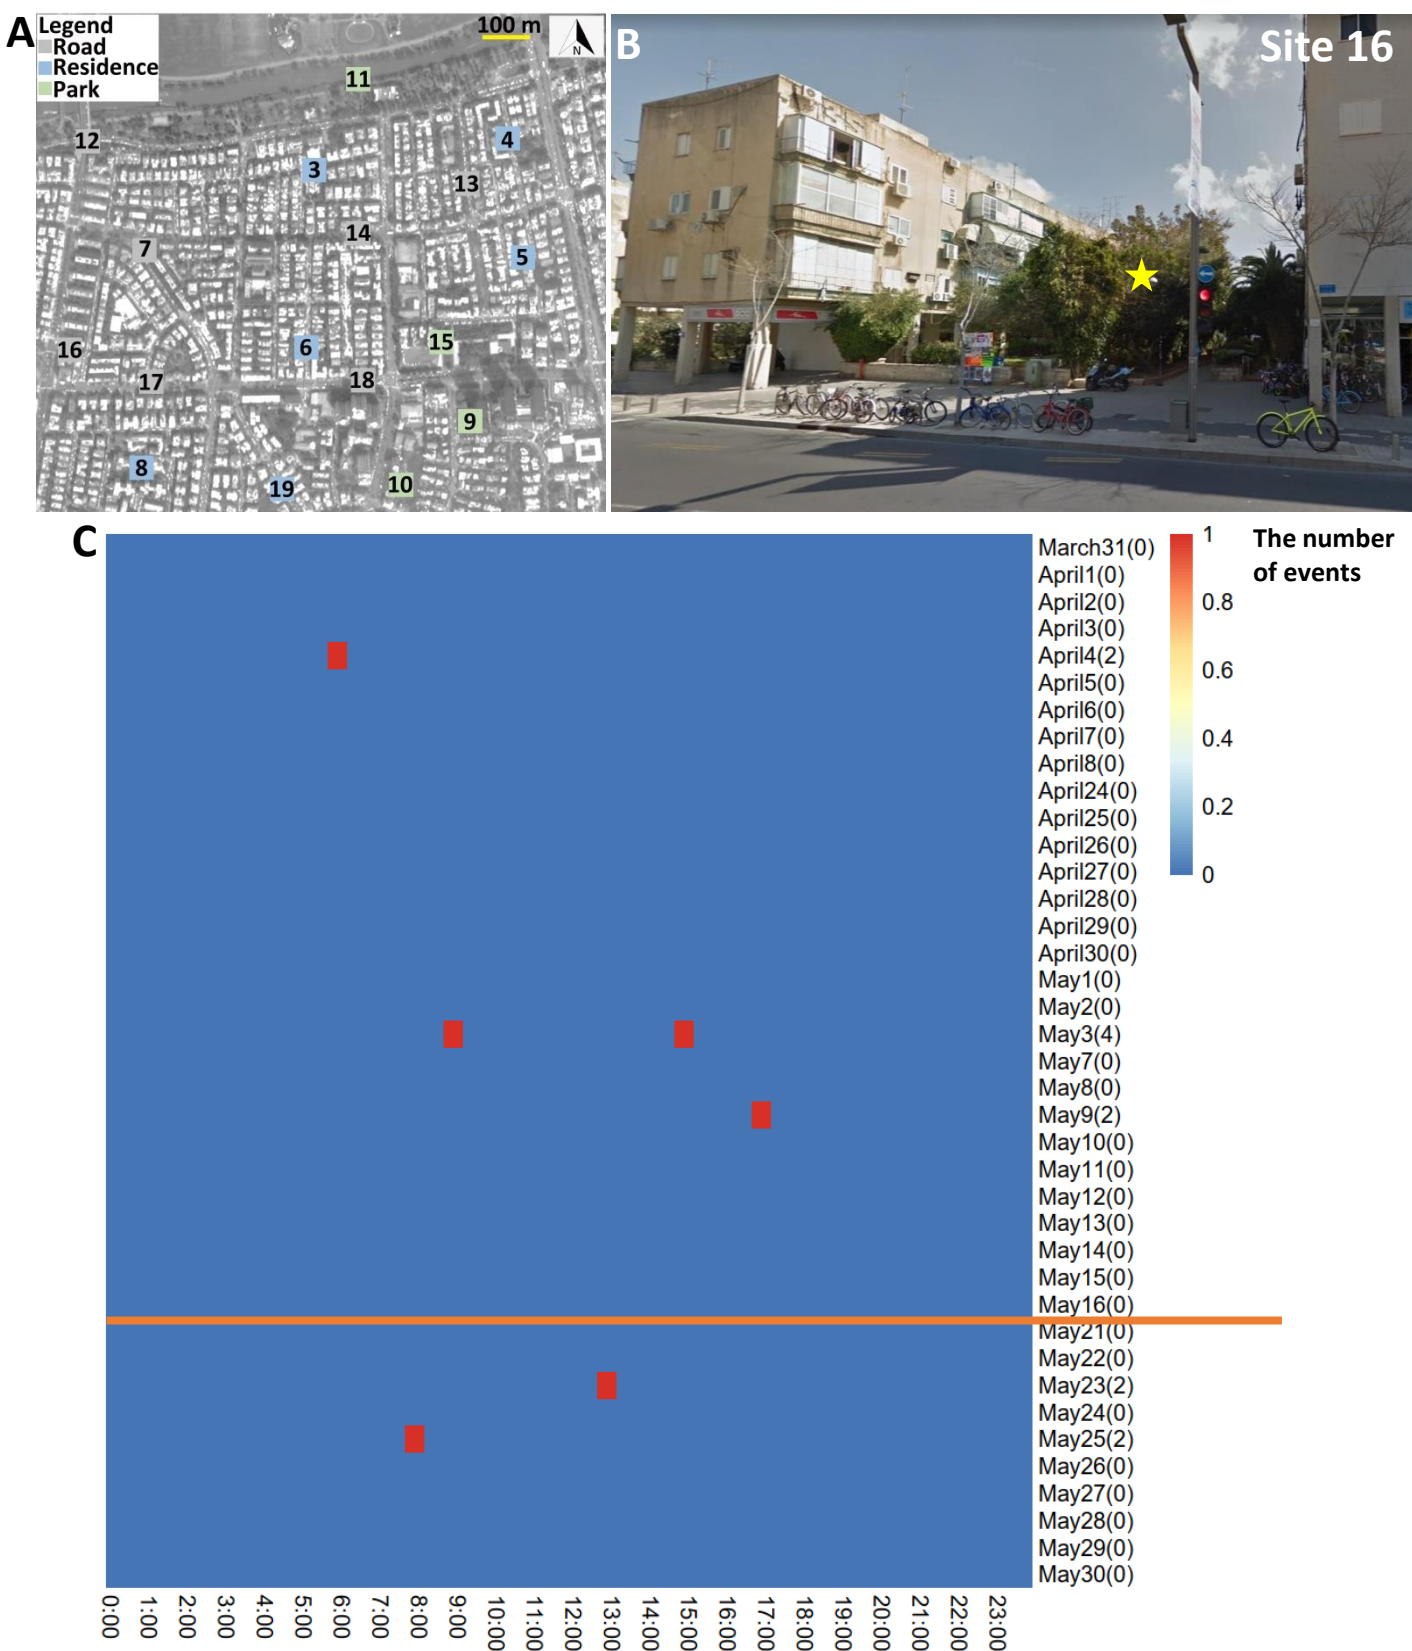 A
Legend
Road
Residence
Park
100 m
N
11
12
4
3
13
14
7
5
15
6
16
18
17
9
8
10
19
B
Site 16
C
March31(0)
April1(0)
April2(0)
April3(0)
April4(2)
April5(0)
April6(0)
April7(0)
April8(0)
April24(0)
April25(0)
April26(0)
April27(0)
April28(0)
April29(0)
April30(0)
May1(0)
May2(0)
May3(4)
May7(0)
May8(0)
May9(2)
May10(0)
May11(0)
May12(0)
May13(0)
May14(0)
May15(0)
May16(0)
May21(0)
May22(0)
May23(2)
May24(0)
May25(2)
May26(0)
May27(0)
May28(0)
May29(0)
May30(0)
1
0.8
0.6
0.4
0.2
0
The number
of events
0:00
1:00
2:00
3:00
4:00
5:00
6:00
7:00
8:00
9:00
10:00
11:00
12:00
13:00
14:00
15:00
16:00
17:00
18:00
19:00
20:00
21:00
22:00
23:00